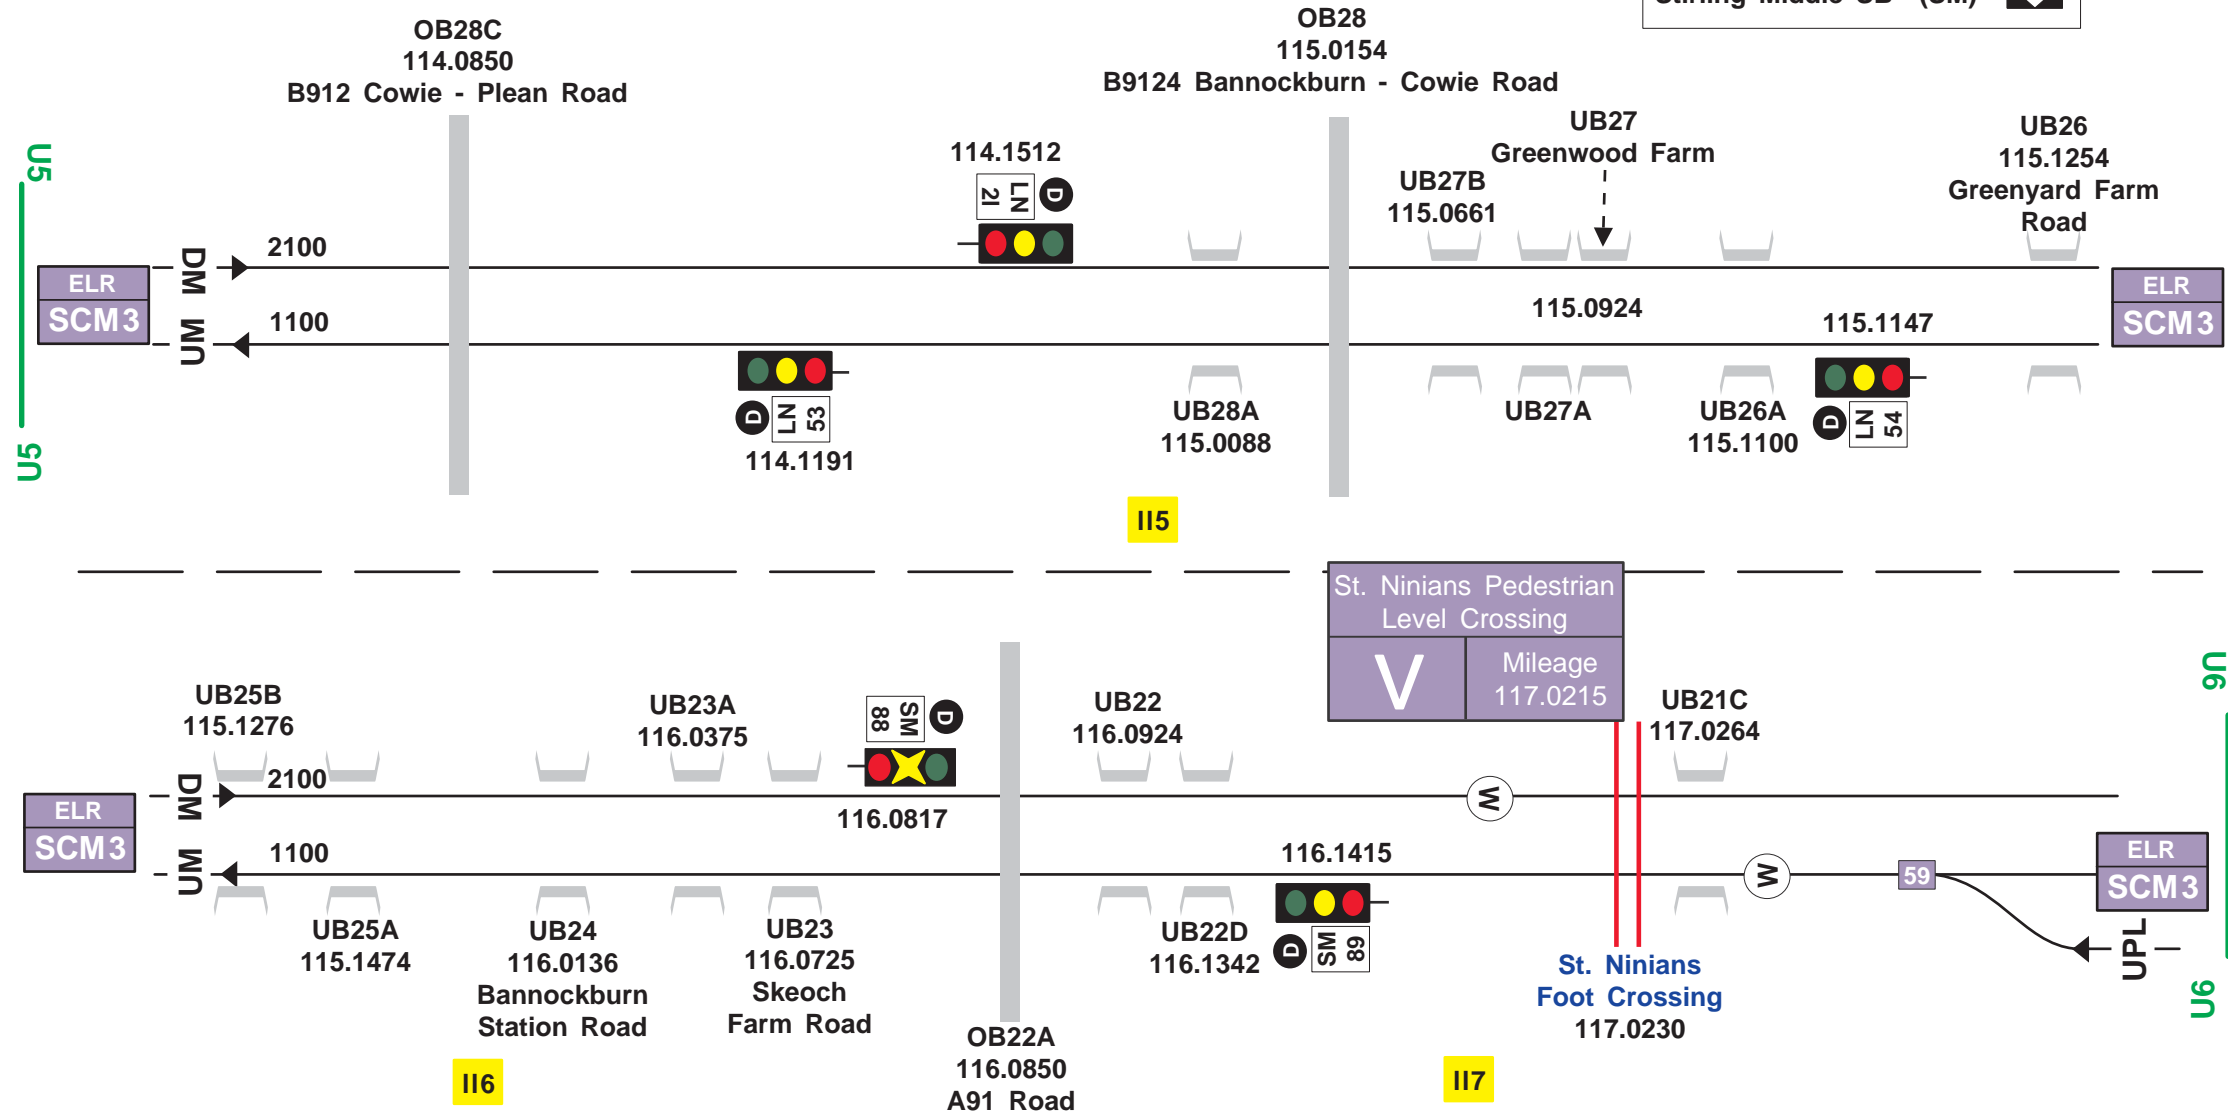 OB28C
114.0850
B912 Cowie - Plean Road
OB28
115.0154
B9124 Bannockburn - Cowie Road
UB27
Greenwood Farm
UB26
115.1254
Greenyard Farm
Road
114.1512
LN
21
D
UB27B
115.0661
U5
DM
2100
ELR
SCM3
UM
1100
115.0924
115.1147
ELR
SCM3
D
LN
53
114.1191
UB28A
115.0088
UB27A
UB26A
115.1100
D
LN
54
U5
115
St. Ninians Pedestrian
Level Crossing
V
Mileage
117.0215
U6
UB25B
115.1276
UB23A
116.0375
SM
88
D
UB22
116.0924
UB21C
117.0264
DM
2100
116.0817
W
ELR
SCM3
UM
1100
116.1415
W
59
ELR
SCM3
UB25A
115.1474
UB24
116.0136
Bannockburn
Station Road
UB23
116.0725
Skeoch
Farm Road
UB22D
116.1342
D
SM
89
UPL
St. Ninians
Foot Crossing
117.0230
U6
OB22A
116.0850
A91 Road
116
117